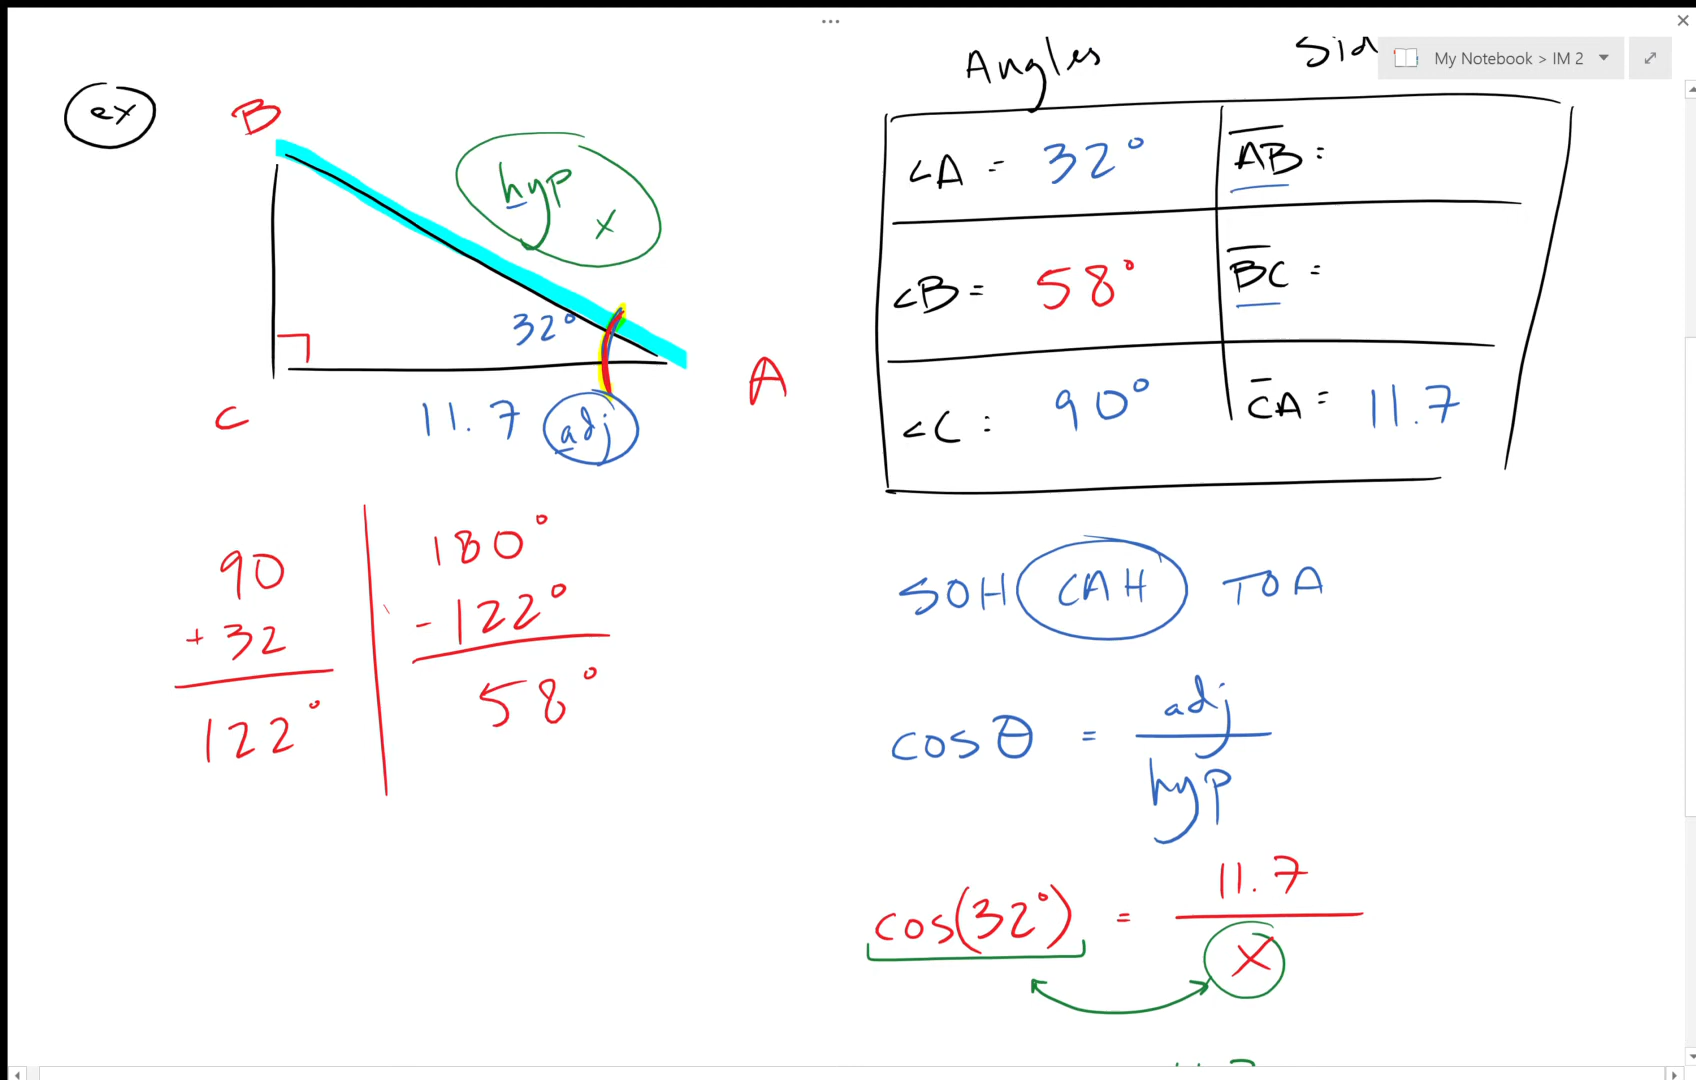 My Notebook > IM 2
Angles
ex
B
hyp
x
32°
A
C
11.7 adj
∠A = 32° AB:
∠B = 58° BC =
∠C: 90° CA = 11.7
90
+ 32
122°
180°
- 122°
58°
SOH CAH TOA
cos θ = adj
hyp
cos(32°) = 11.7
x